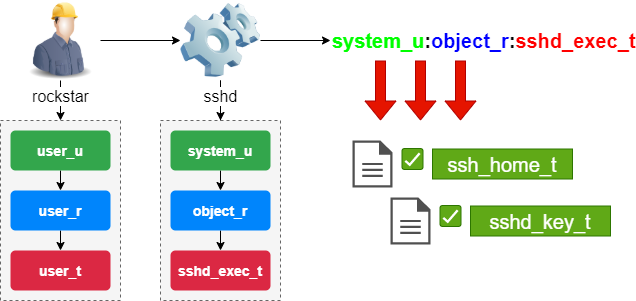 system_u:object_r:sshd_exec_t
rockstar
sshd
user_u
system_u
user_r
object_r
user_t
sshd_exec_t
ssh_home_t
sshd_key_t